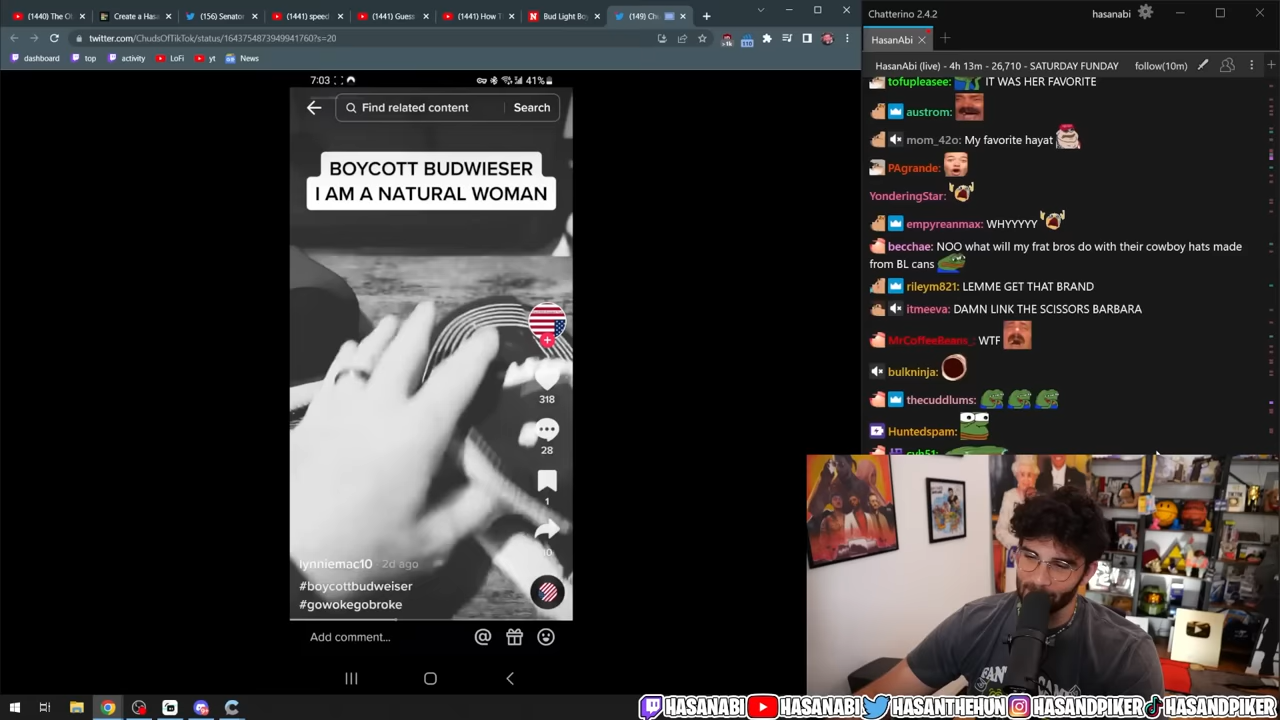 (1440) The O
Create a Hasa
(156) Senato
(1441) speed
(1441) Gues
(1441) How T
Bud Light Bo
(149) Ch
twitter.com/ChudsOfTikTok/status/1643754873949941760?s=20
dashboard
top
activity
LoFi
yt
News
7:03
41%
Find related content
Search
BOYCOTT BUDWIESER
I AM A NATURAL WOMAN
318
28
1
lynniemac10 2d ago
#boycottbudweiser
#gowokegobroke
Add comment...
Chatterino 2.4.2
hasanabi
HasanAbi
HasanAbi (live) - 4h 13m - 26,710 - SATURDAY FUNDAY
follow(10m)
tofupleasee: IT WAS HER FAVORITE
austrom:
mom_42o: My favorite hayat
PAgrande:
YonderingStar:
empyreanmax: WHYYYYY
becchae: NOO what will my frat bros do with their cowboy hats made
from BL cans
rileym821: LEMME GET THAT BRAND
itmeeva: DAMN LINK THE SCISSORS BARBARA
MrCoffeeBeans_: WTF
bulkninja:
thecuddlums:
Huntedspam:
HASANABI
HASANABI
HASANTHEHUN
HASANDPIKER
HASANDPIKER